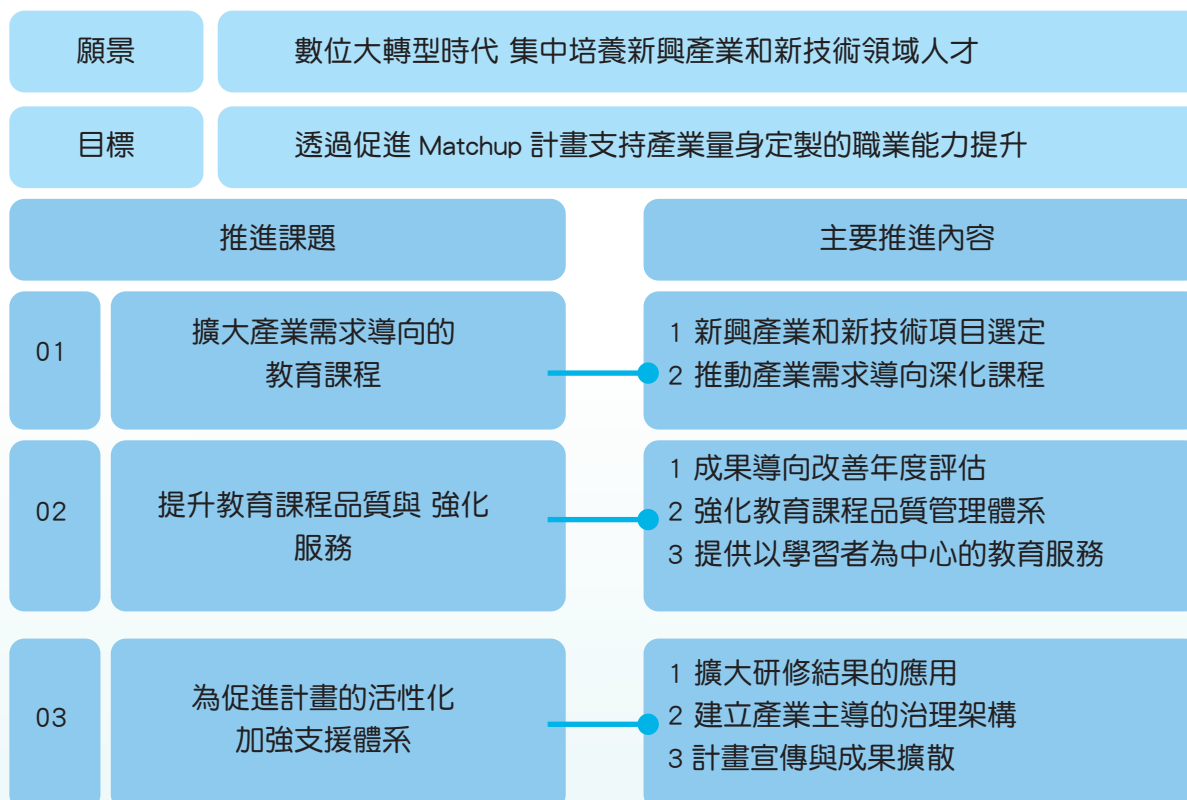 願景
數位大轉型時代 集中培養新興產業和新技術領域人才
目標
透過促進 Matchup 計畫支持產業量身定製的職業能力提升
推進課題
主要推進內容
01
擴大產業需求導向的
教育課程
1 新興產業和新技術項目選定
2 推動產業需求導向深化課程
02
提升教育課程品質與 強化
服務
1 成果導向改善年度評估
2 強化教育課程品質管理體系
3 提供以學習者為中心的教育服務
03
為促進計畫的活性化
加強支援體系
1 擴大研修結果的應用
2 建立產業主導的治理架構
3 計畫宣傳與成果擴散